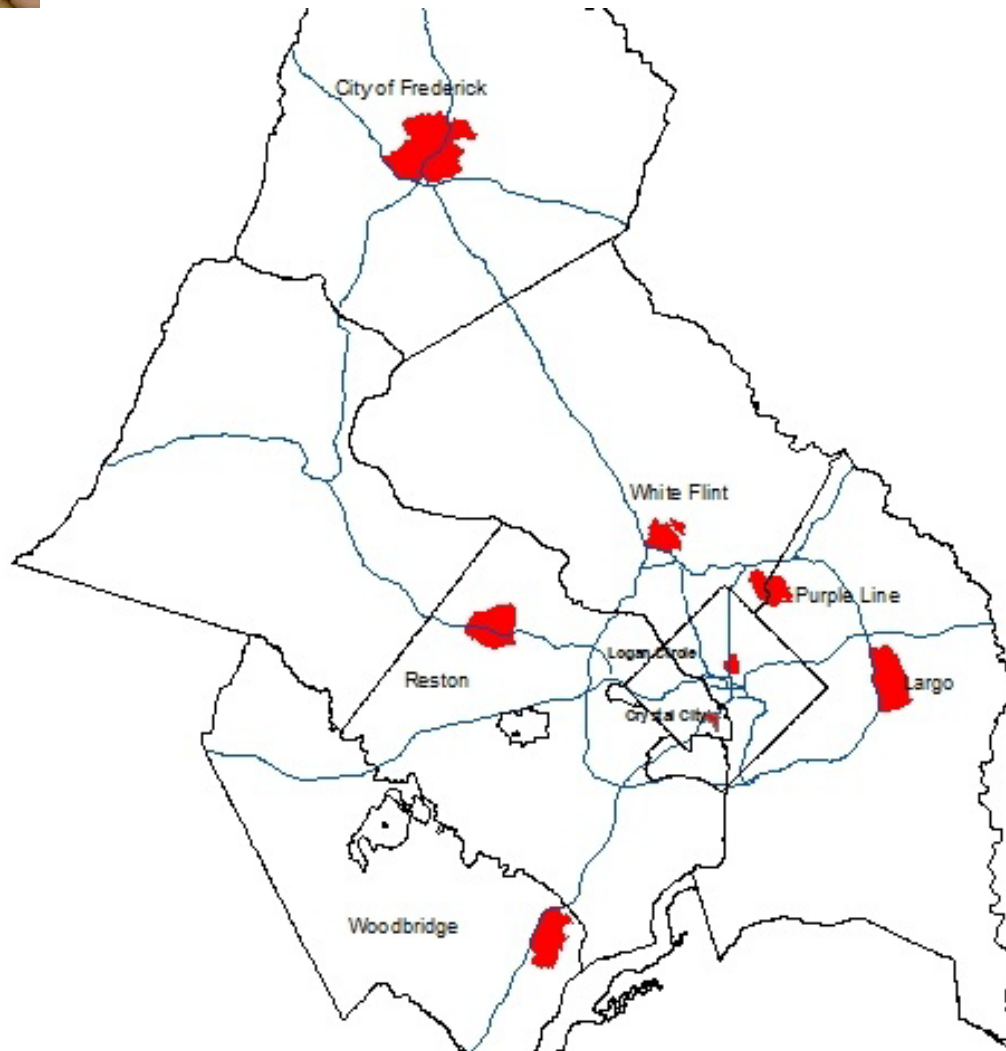 City of Frederick
White Flint
Purple Line
Logan Circle
Reston
Largo
Crystal City
Woodbridge